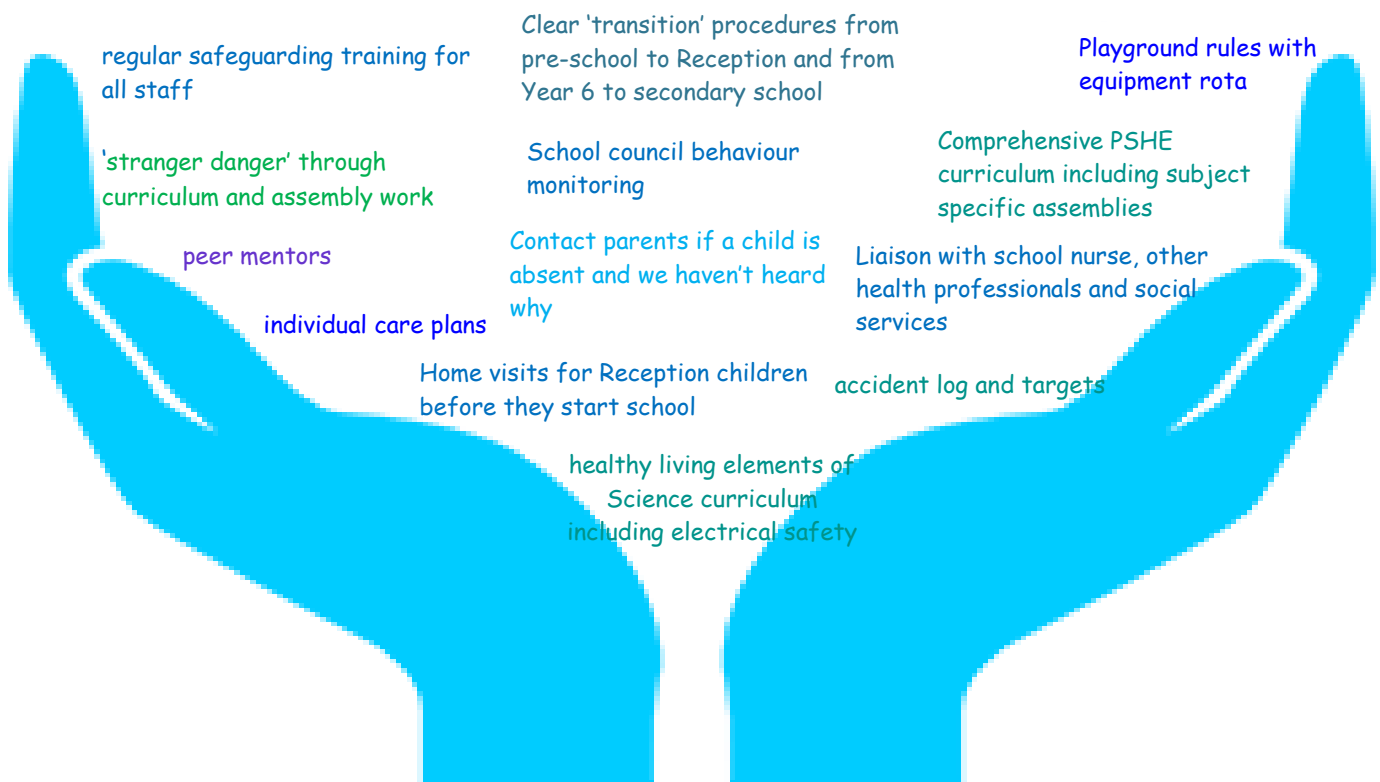 regular safeguarding training for
all staff
Clear ‘transition’ procedures from
pre-school to Reception and from
Year 6 to secondary school
Playground rules with
equipment rota
‘stranger danger’ through
curriculum and assembly work
School council behaviour
monitoring
Comprehensive PSHE
curriculum including subject
specific assemblies
peer mentors
Contact parents if a child is
absent and we haven’t heard
why
Liaison with school nurse, other
health professionals and social
services
individual care plans
Home visits for Reception children
before they start school
accident log and targets
healthy living elements of
Science curriculum
including electrical safety